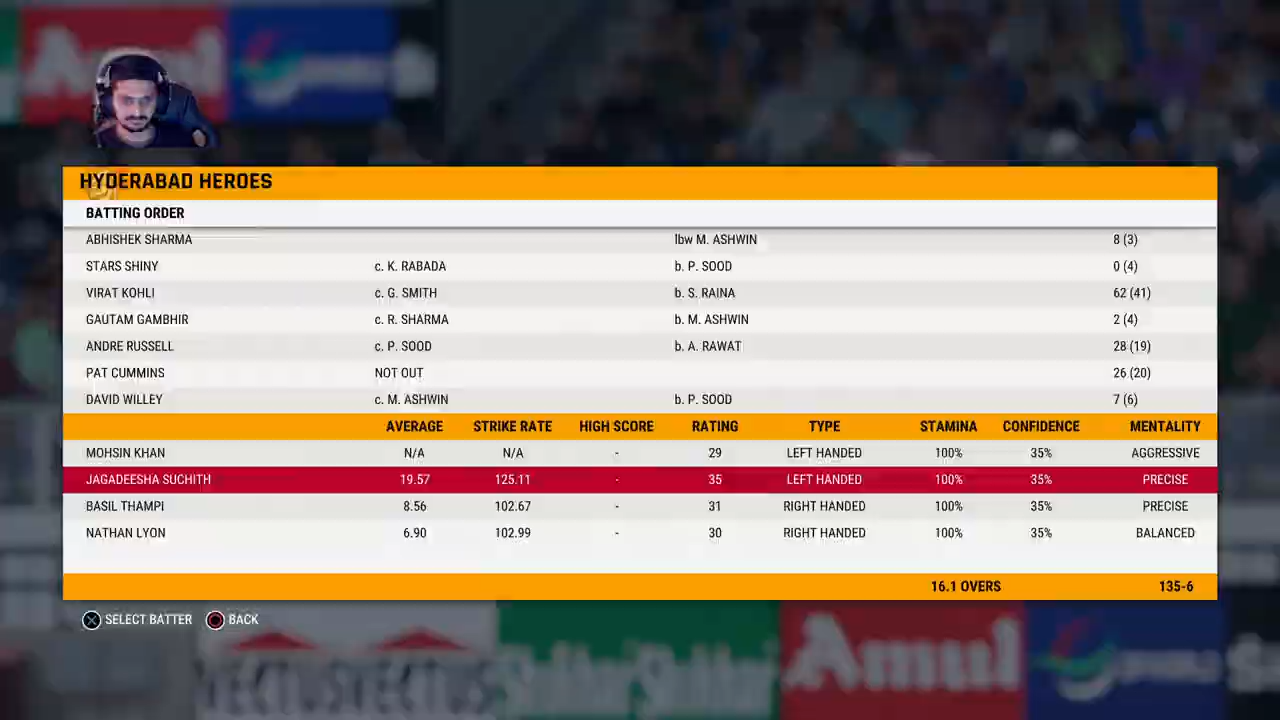 Amul
HYDERABAD HEROES
BATTING ORDER
ABHISHEK SHARMA lbw M. ASHWIN 8 (3)
STARS SHINY c. K. RABADA b. P. SOOD 0 (4)
VIRAT KOHLI c. G. SMITH b. S. RAINA 62 (41)
GAUTAM GAMBHIR c. R. SHARMA b. M. ASHWIN 2 (4)
ANDRE RUSSELL c. P. SOOD b. A. RAWAT 28 (19)
PAT CUMMINS NOT OUT 26 (20)
DAVID WILLEY c. M. ASHWIN b. P. SOOD 7 (6)
AVERAGE STRIKE RATE HIGH SCORE RATING TYPE STAMINA CONFIDENCE MENTALITY
MOHSIN KHAN N/A N/A - 29 LEFT HANDED 100% 35% AGGRESSIVE
JAGADEESHA SUCHITH 19.57 125.11 - 35 LEFT HANDED 100% 35% PRECISE
BASIL THAMPI 8.56 102.67 - 31 RIGHT HANDED 100% 35% PRECISE
NATHAN LYON 6.90 102.99 - 30 RIGHT HANDED 100% 35% BALANCED
16.1 OVERS 135-6
SELECT BATTER BACK
Amul